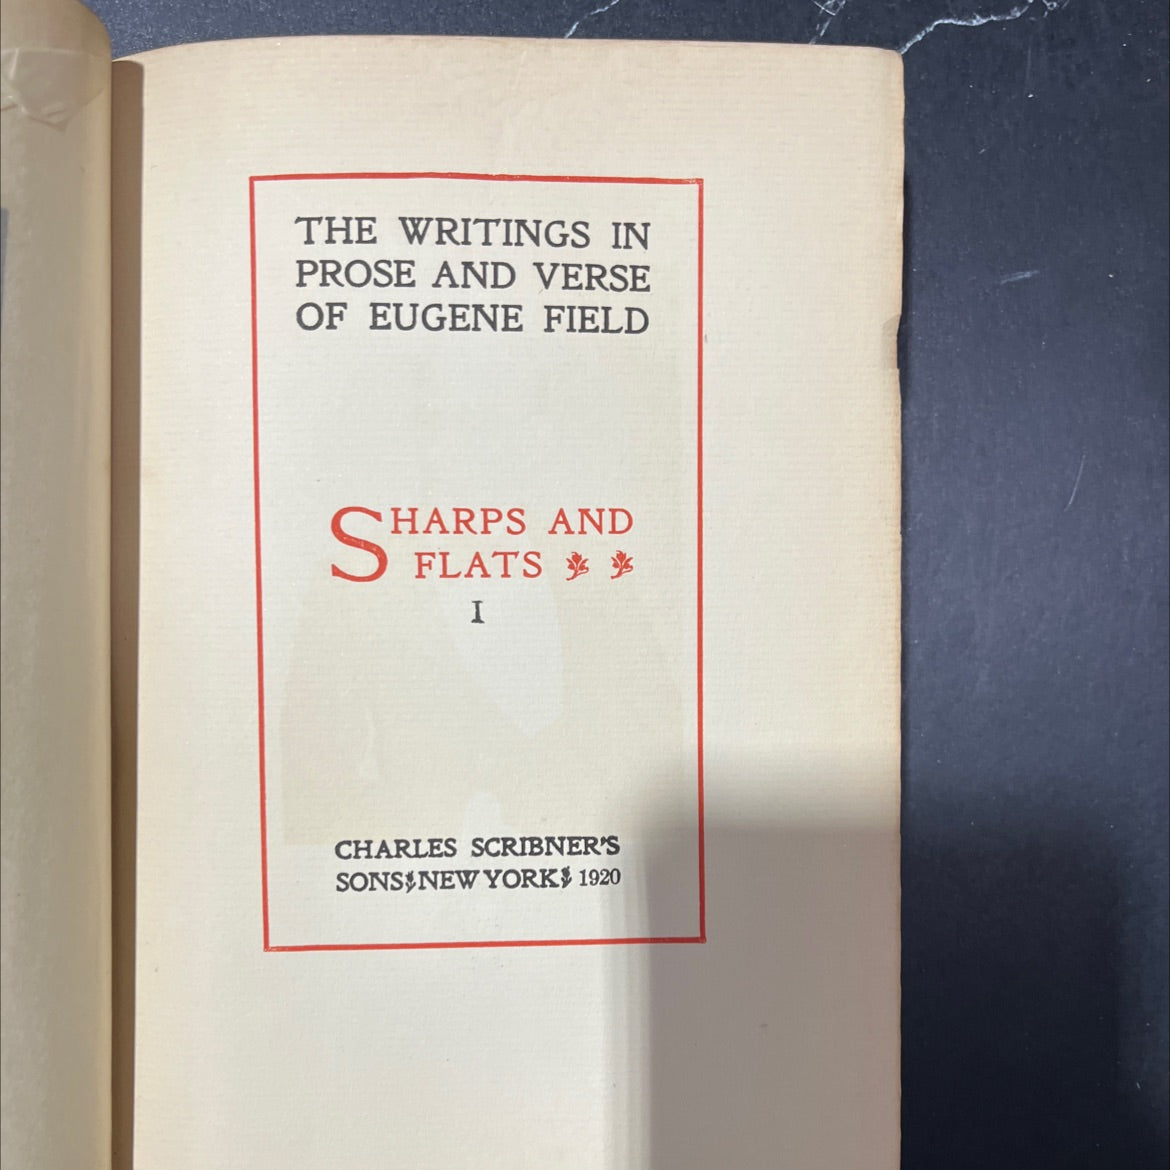 THE WRITINGS IN
PROSE AND VERSE
OF EUGENE FIELD
SHARPS AND
FLATS
I
CHARLES SCRIBNER'S
SONS NEW YORK 1920